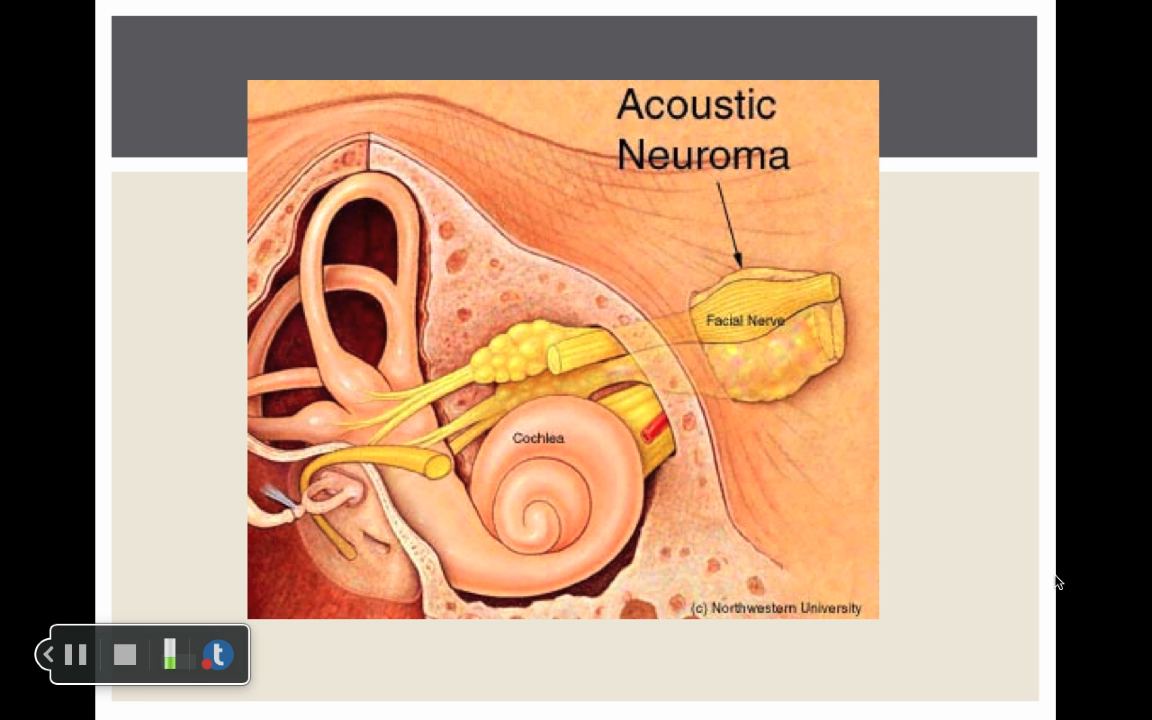 Acoustic
Neuroma
Facial Nerve
Cochlea
(c) Northwestern University
t